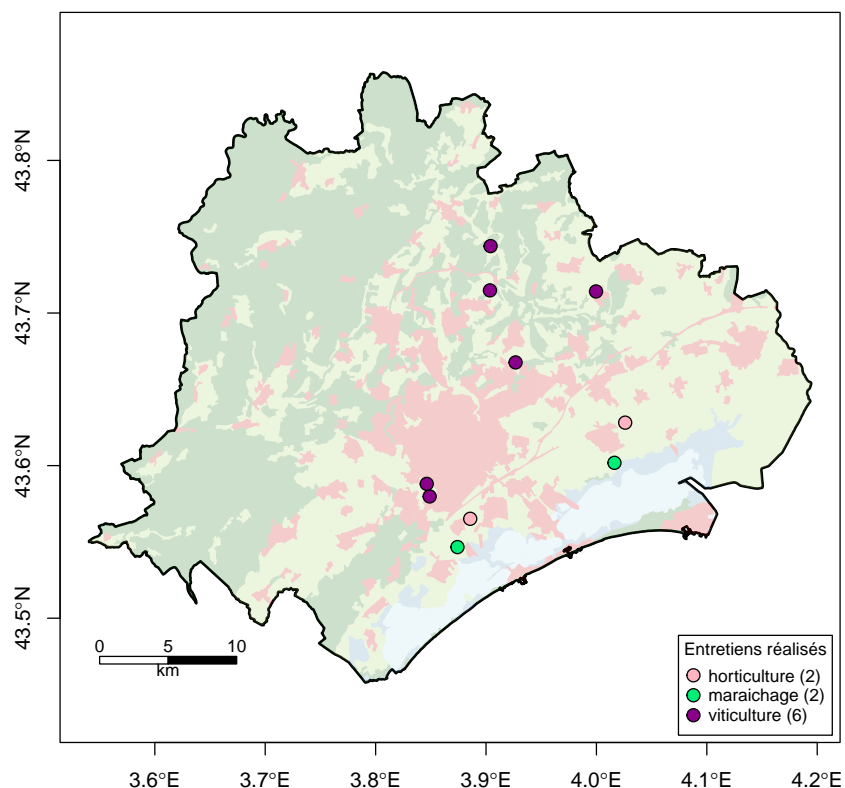 43.8°N
43.7°N
43.6°N
43.5°N
0 5 10
km
Entretiens réalisés
horticulture (2)
maraichage (2)
viticulture (6)
3.6°E 3.7°E 3.8°E 3.9°E 4.0°E 4.1°E 4.2°E